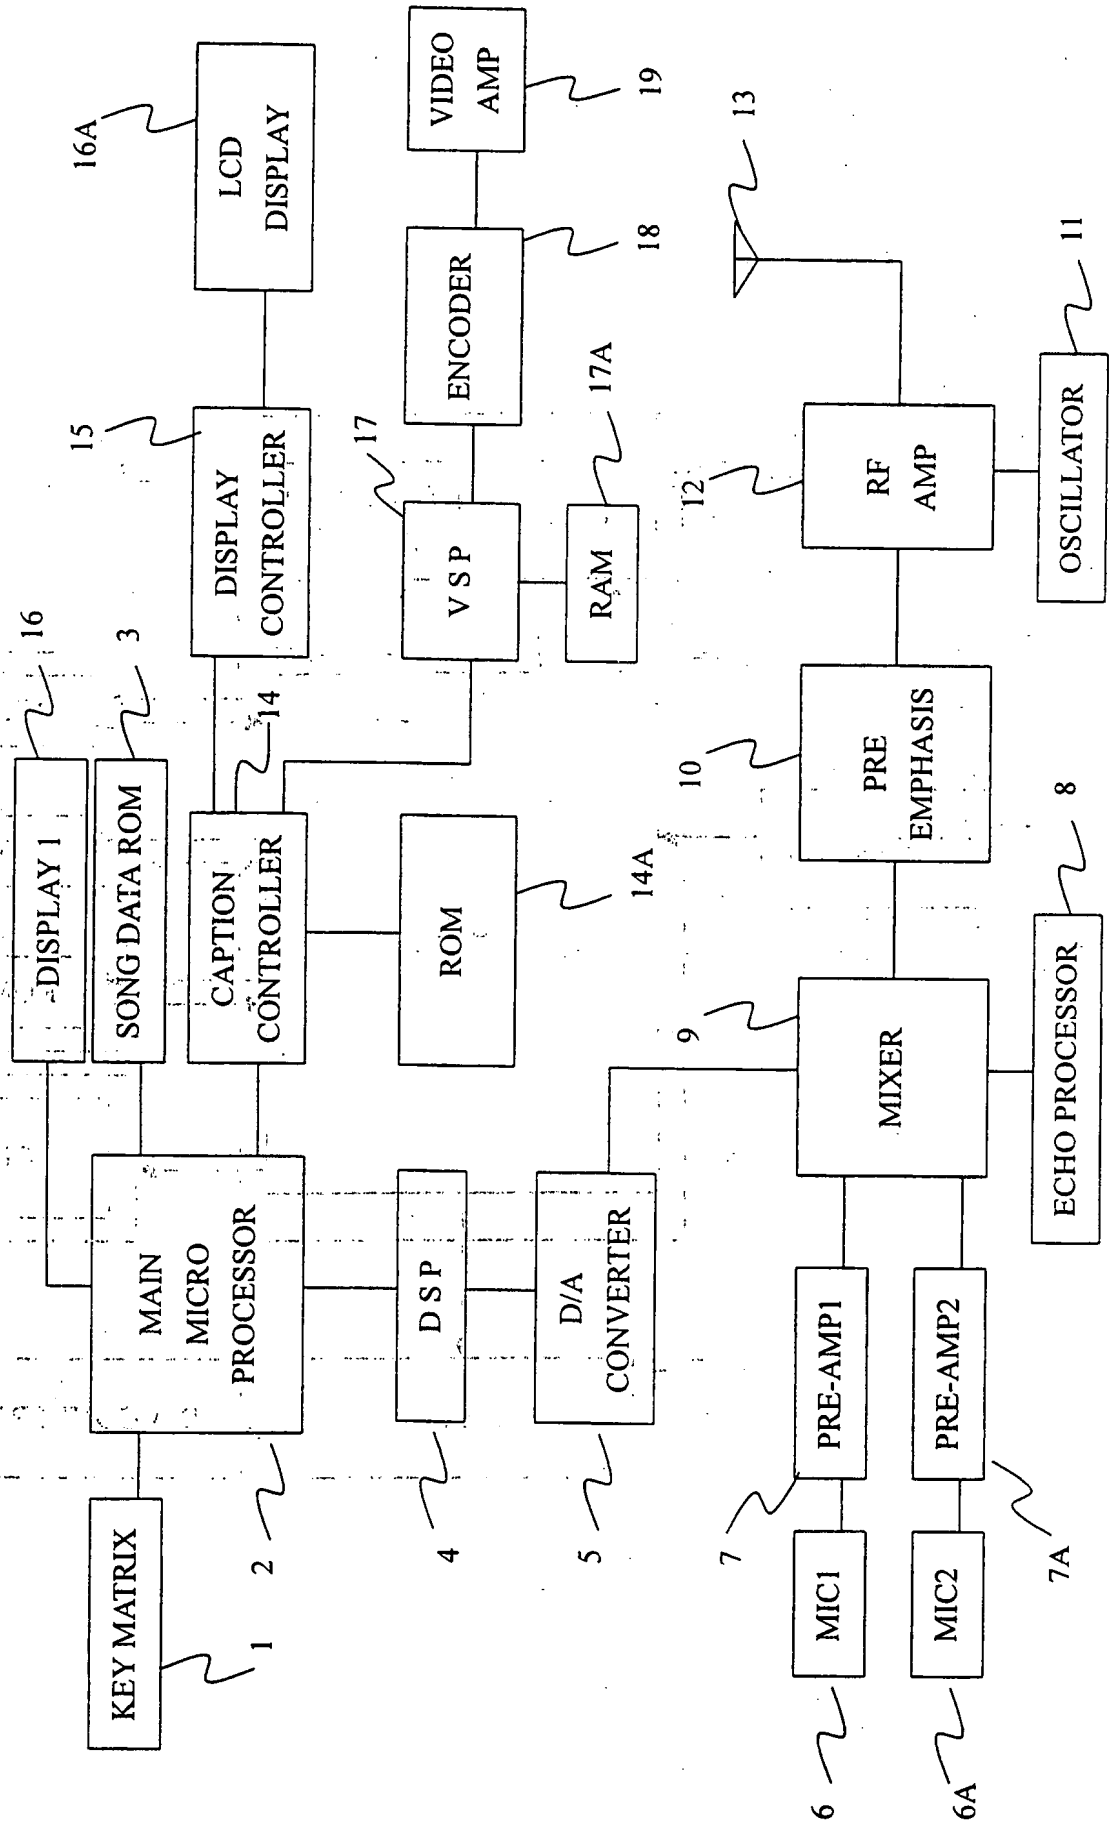 16A
LCD
DISPLAY
VIDEO
AMP
19
15
DISPLAY
CONTROLLER
17
V S P
ENCODER
18
RAM
17A
16
DISPLAY 1
3
SONG DATA ROM
14
CAPTION
CONTROLLER
ROM
14A
KEY MATRIX
1
MAIN
MICRO
PROCESSOR
2
D S P
4
D/A
CONVERTER
5
13
12
RF
AMP
OSCILLATOR
11
10
PRE
EMPHASIS
9
MIXER
ECHO PROCESSOR
8
7
PRE-AMP1
PRE-AMP2
7A
MIC1
6
MIC2
6A